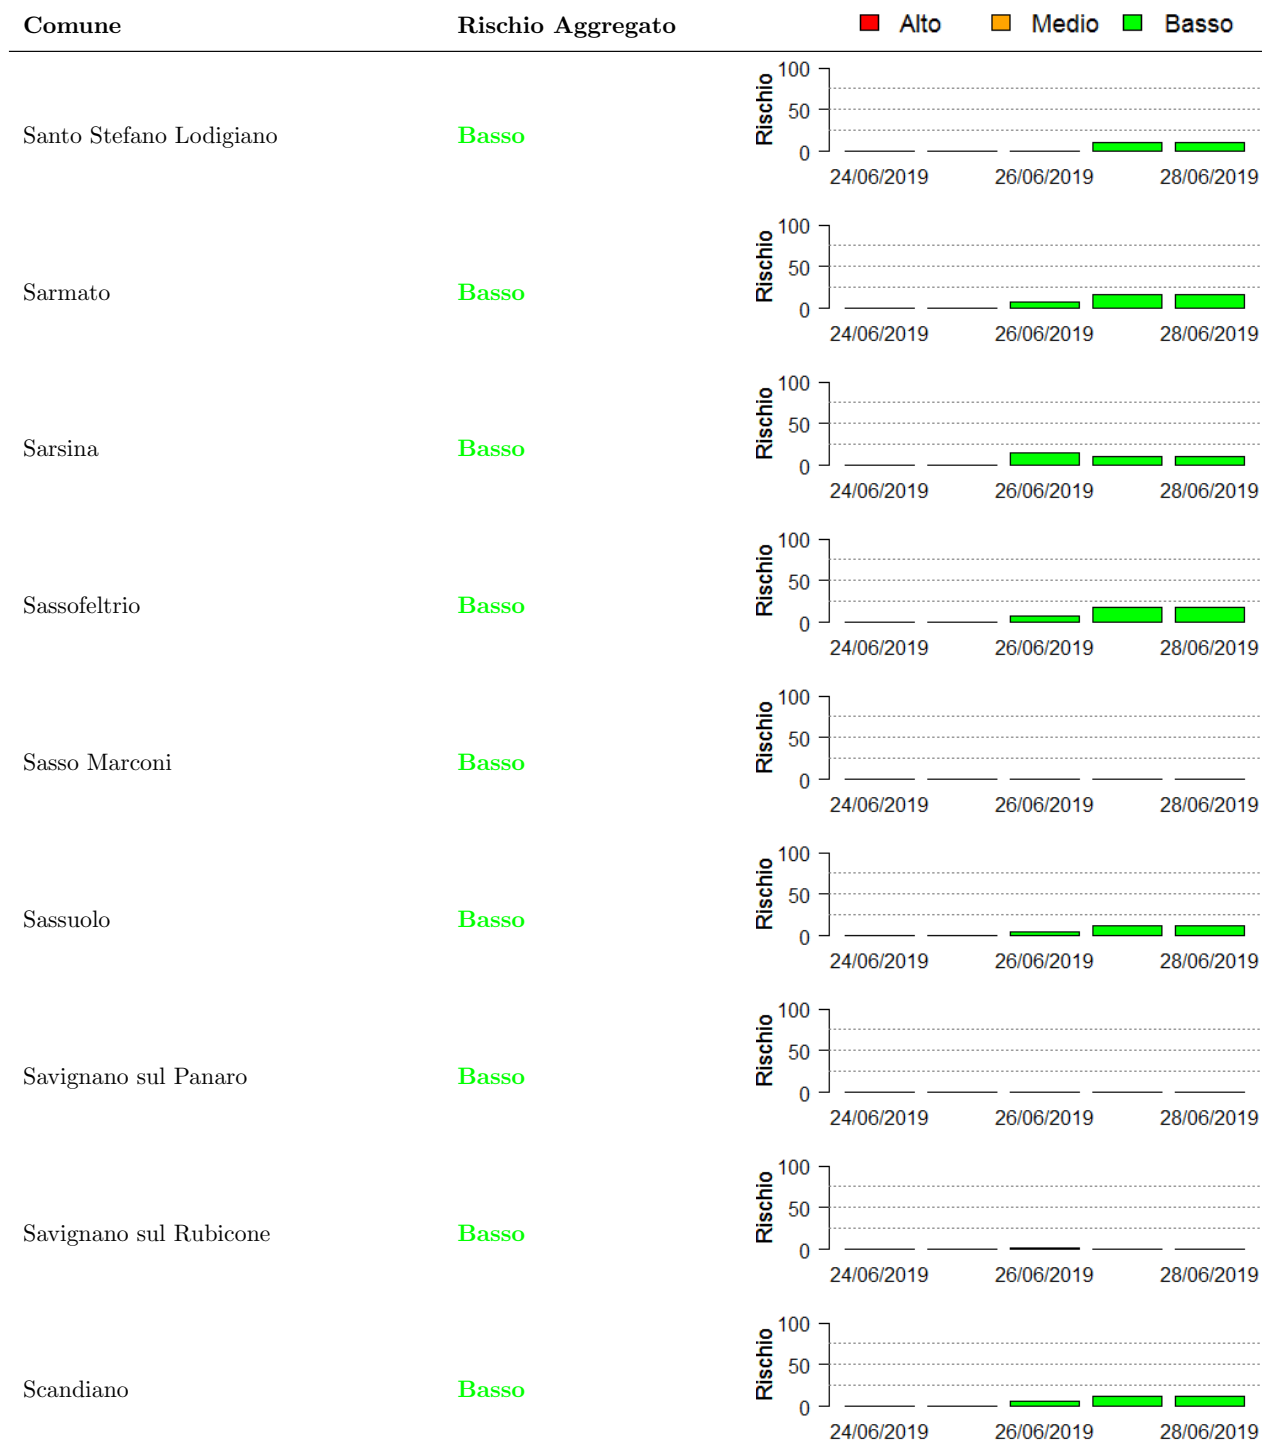 Comune Rischio Aggregato Alto Medio Basso
Santo Stefano Lodigiano Basso
Rischio
100
50
0
24/06/2019 26/06/2019 28/06/2019
Sarmato Basso
Rischio
100
50
0
24/06/2019 26/06/2019 28/06/2019
Sarsina Basso
Rischio
100
50
0
24/06/2019 26/06/2019 28/06/2019
Sassofeltrio Basso
Rischio
100
50
0
24/06/2019 26/06/2019 28/06/2019
Sasso Marconi Basso
Rischio
100
50
0
24/06/2019 26/06/2019 28/06/2019
Sassuolo Basso
Rischio
100
50
0
24/06/2019 26/06/2019 28/06/2019
Savignano sul Panaro Basso
Rischio
100
50
0
24/06/2019 26/06/2019 28/06/2019
Savignano sul Rubicone Basso
Rischio
100
50
0
24/06/2019 26/06/2019 28/06/2019
Scandiano Basso
Rischio
100
50
0
24/06/2019 26/06/2019 28/06/2019